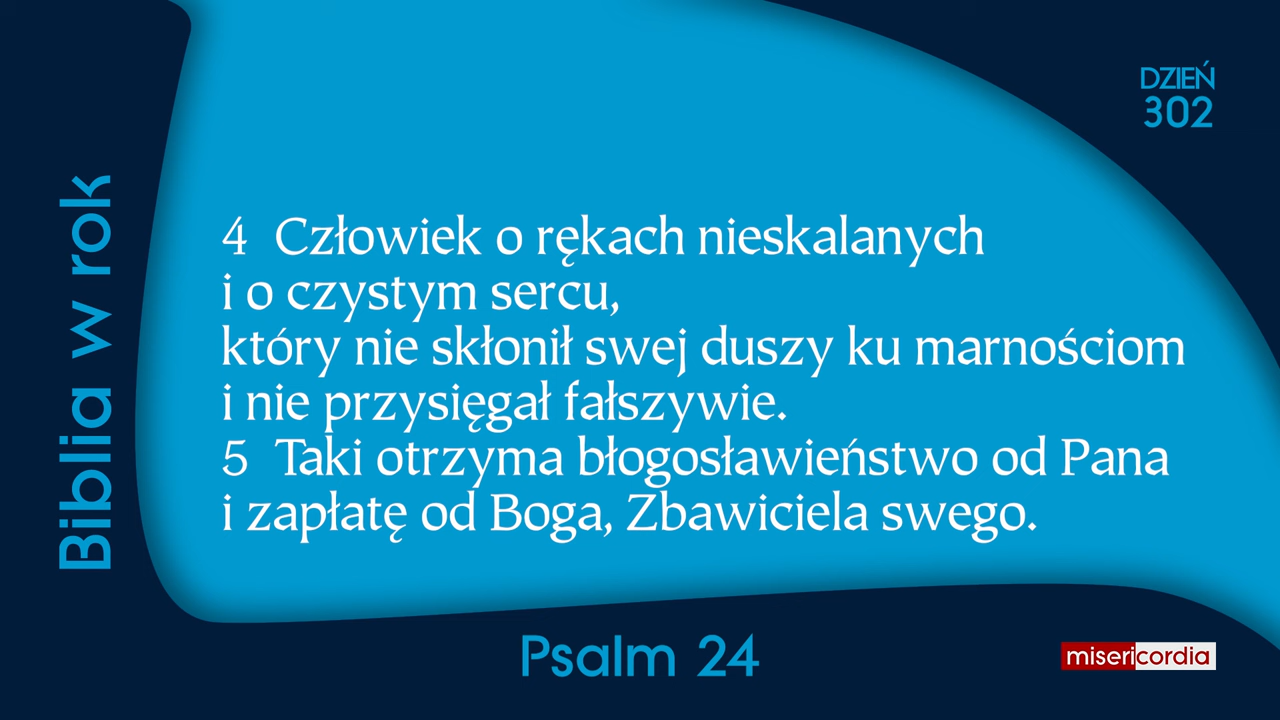 DZIEŃ
302
Biblia w rok
4 Człowiek o rękach nieskalanych
i o czystym sercu,
który nie skłonił swej duszy ku marnościom
i nie przysięgał fałszywie.
5 Taki otrzyma błogosławieństwo od Pana
i zapłatę od Boga, Zbawiciela swego.
Psalm 24
misericordia